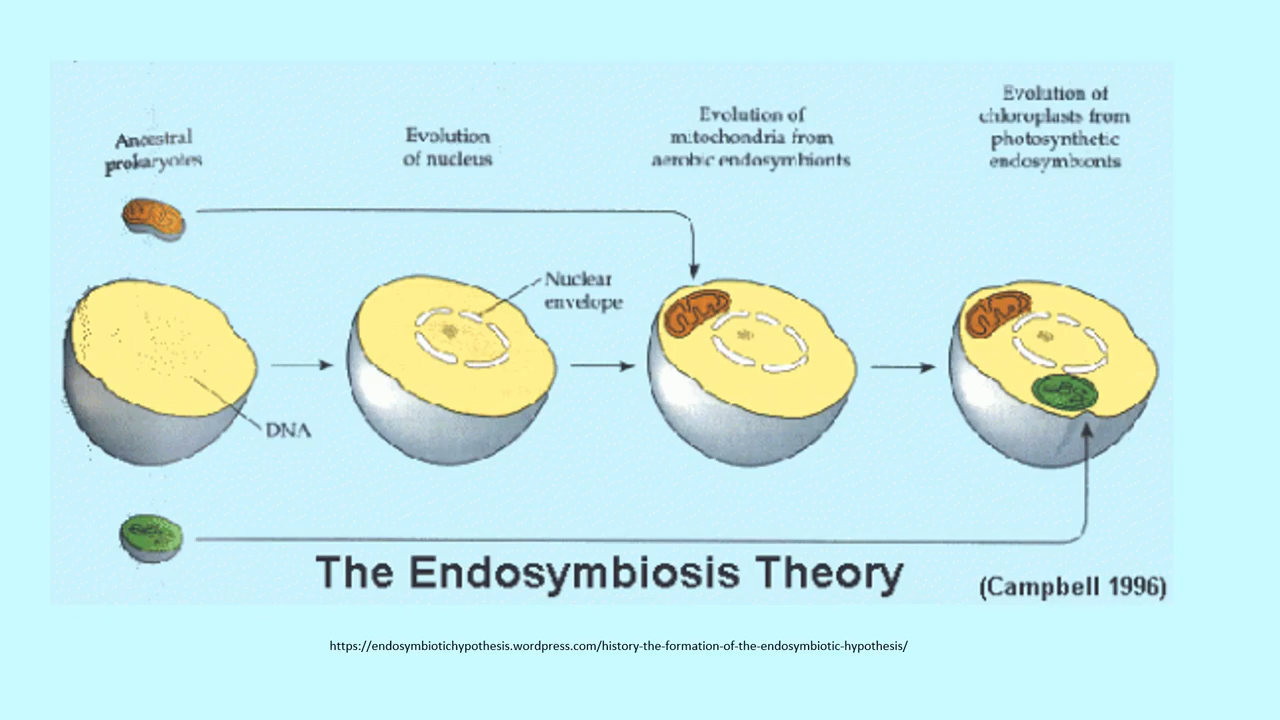 Ancestral
prokaryotes
Evolution
of nucleus
Evolution of
mitochondria from
aerobic endosymbionts
Evolution of
chloroplasts from
photosynthetic
endosymbionts
Nuclear
envelope
DNA
The Endosymbiosis Theory
(Campbell 1996)
https://endosymbiotichypothesis.wordpress.com/history-the-formation-of-the-endosymbiotic-hypothesis/